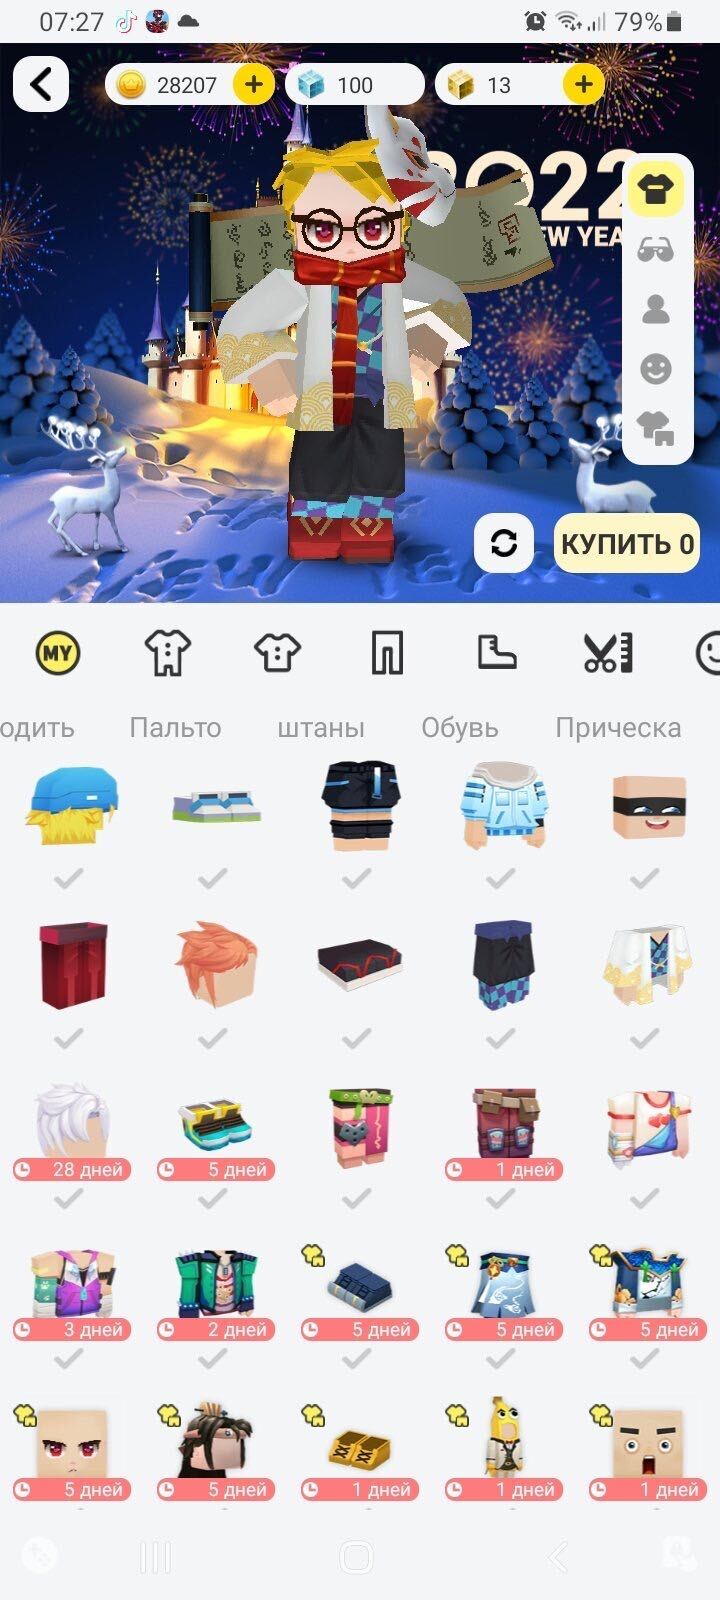 07:27
79%
28207
100
13
2022
EW YEA
КУПИТЬ 0
MY
одить
Пальто
штаны
Обувь
Прическа
28 дней
5 дней
1 дней
3 дней
2 дней
5 дней
5 дней
5 дней
5 дней
5 дней
1 дней
1 дней
1 дней